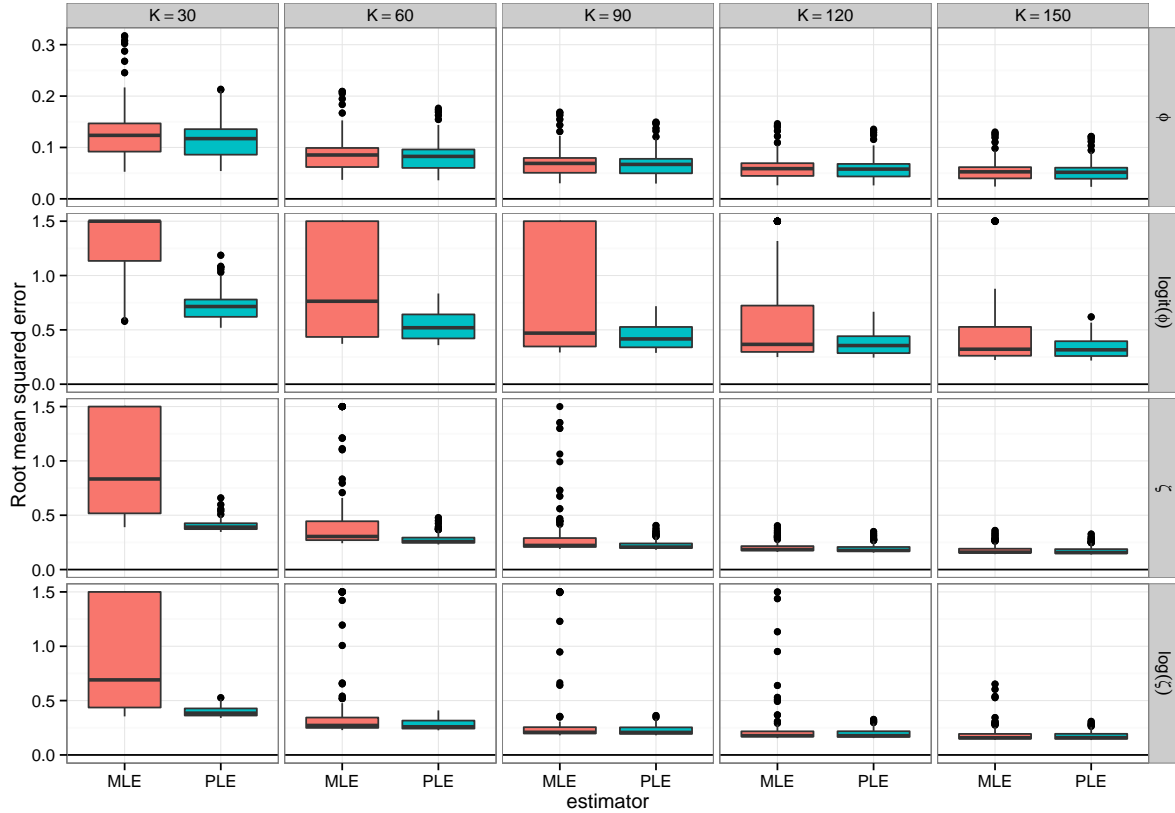 K = 30
K = 60
K = 90
K = 120
K = 150
0.3
0.2
0.1
0.0
ϕ
1.5
1.0
0.5
0.0
logit(ϕ)
1.5
1.0
0.5
0.0
ζ
1.5
1.0
0.5
0.0
log(ζ)
Root mean squared error
MLE PLE
MLE PLE
MLE PLE
MLE PLE
MLE PLE
estimator